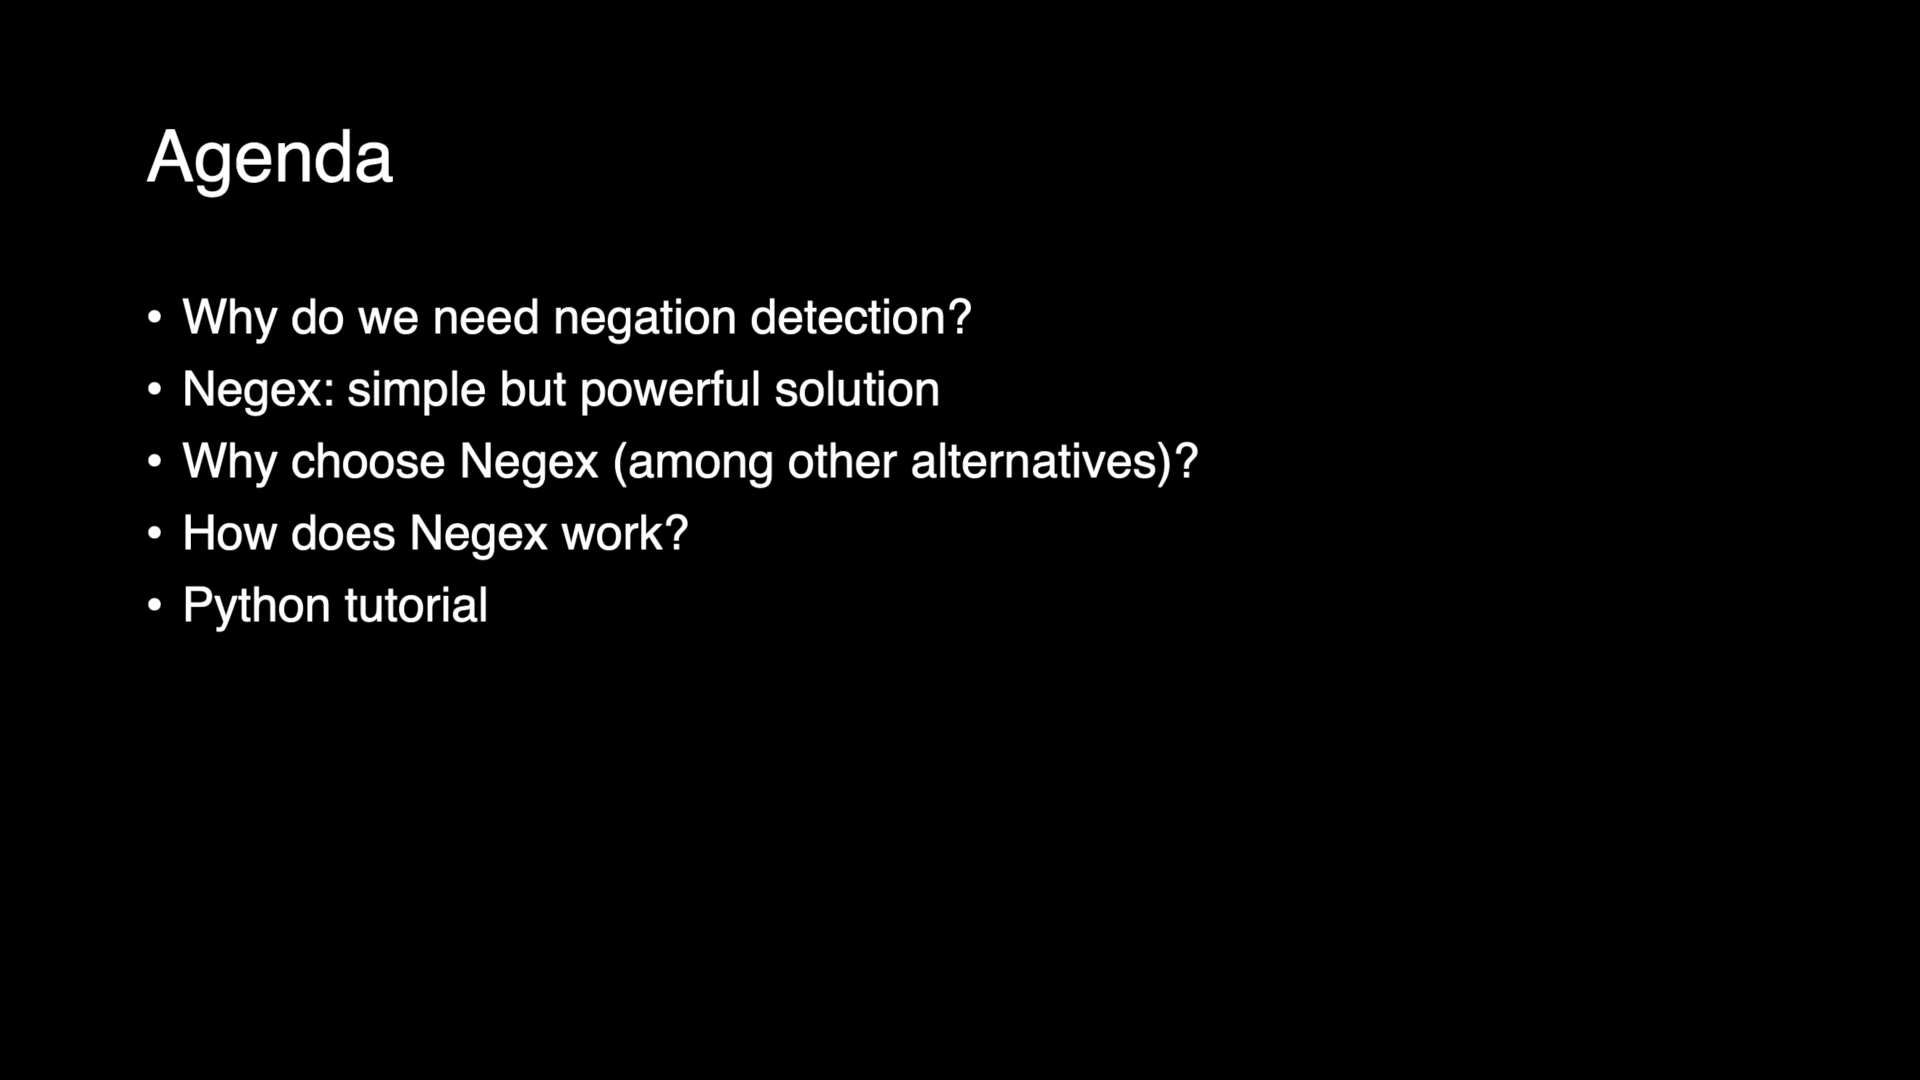 Agenda
• Why do we need negation detection?
• Negex: simple but powerful solution
• Why choose Negex (among other alternatives)?
• How does Negex work?
• Python tutorial